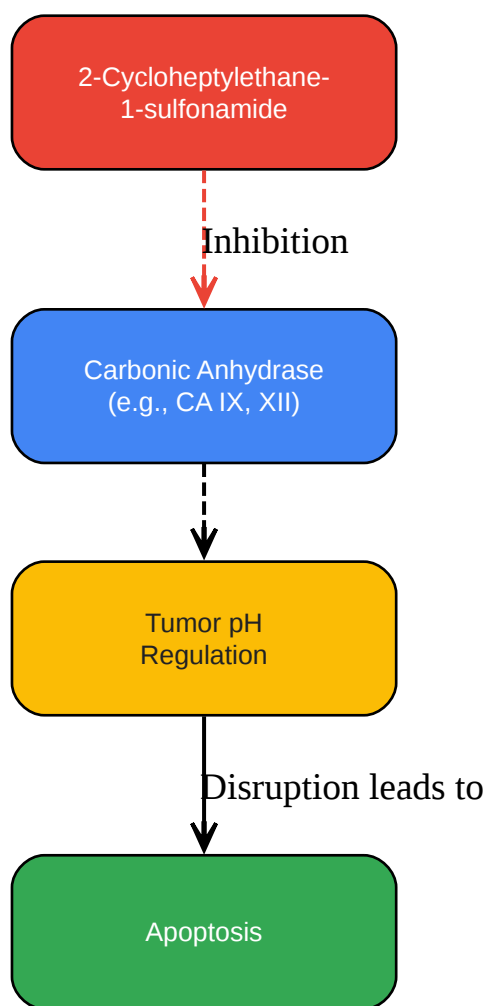 2-Cycloheptylethane-
1-sulfonamide
Inhibition
Carbonic Anhydrase
(e.g., CA IX, XII)
Tumor pH
Regulation
Disruption leads to
Apoptosis